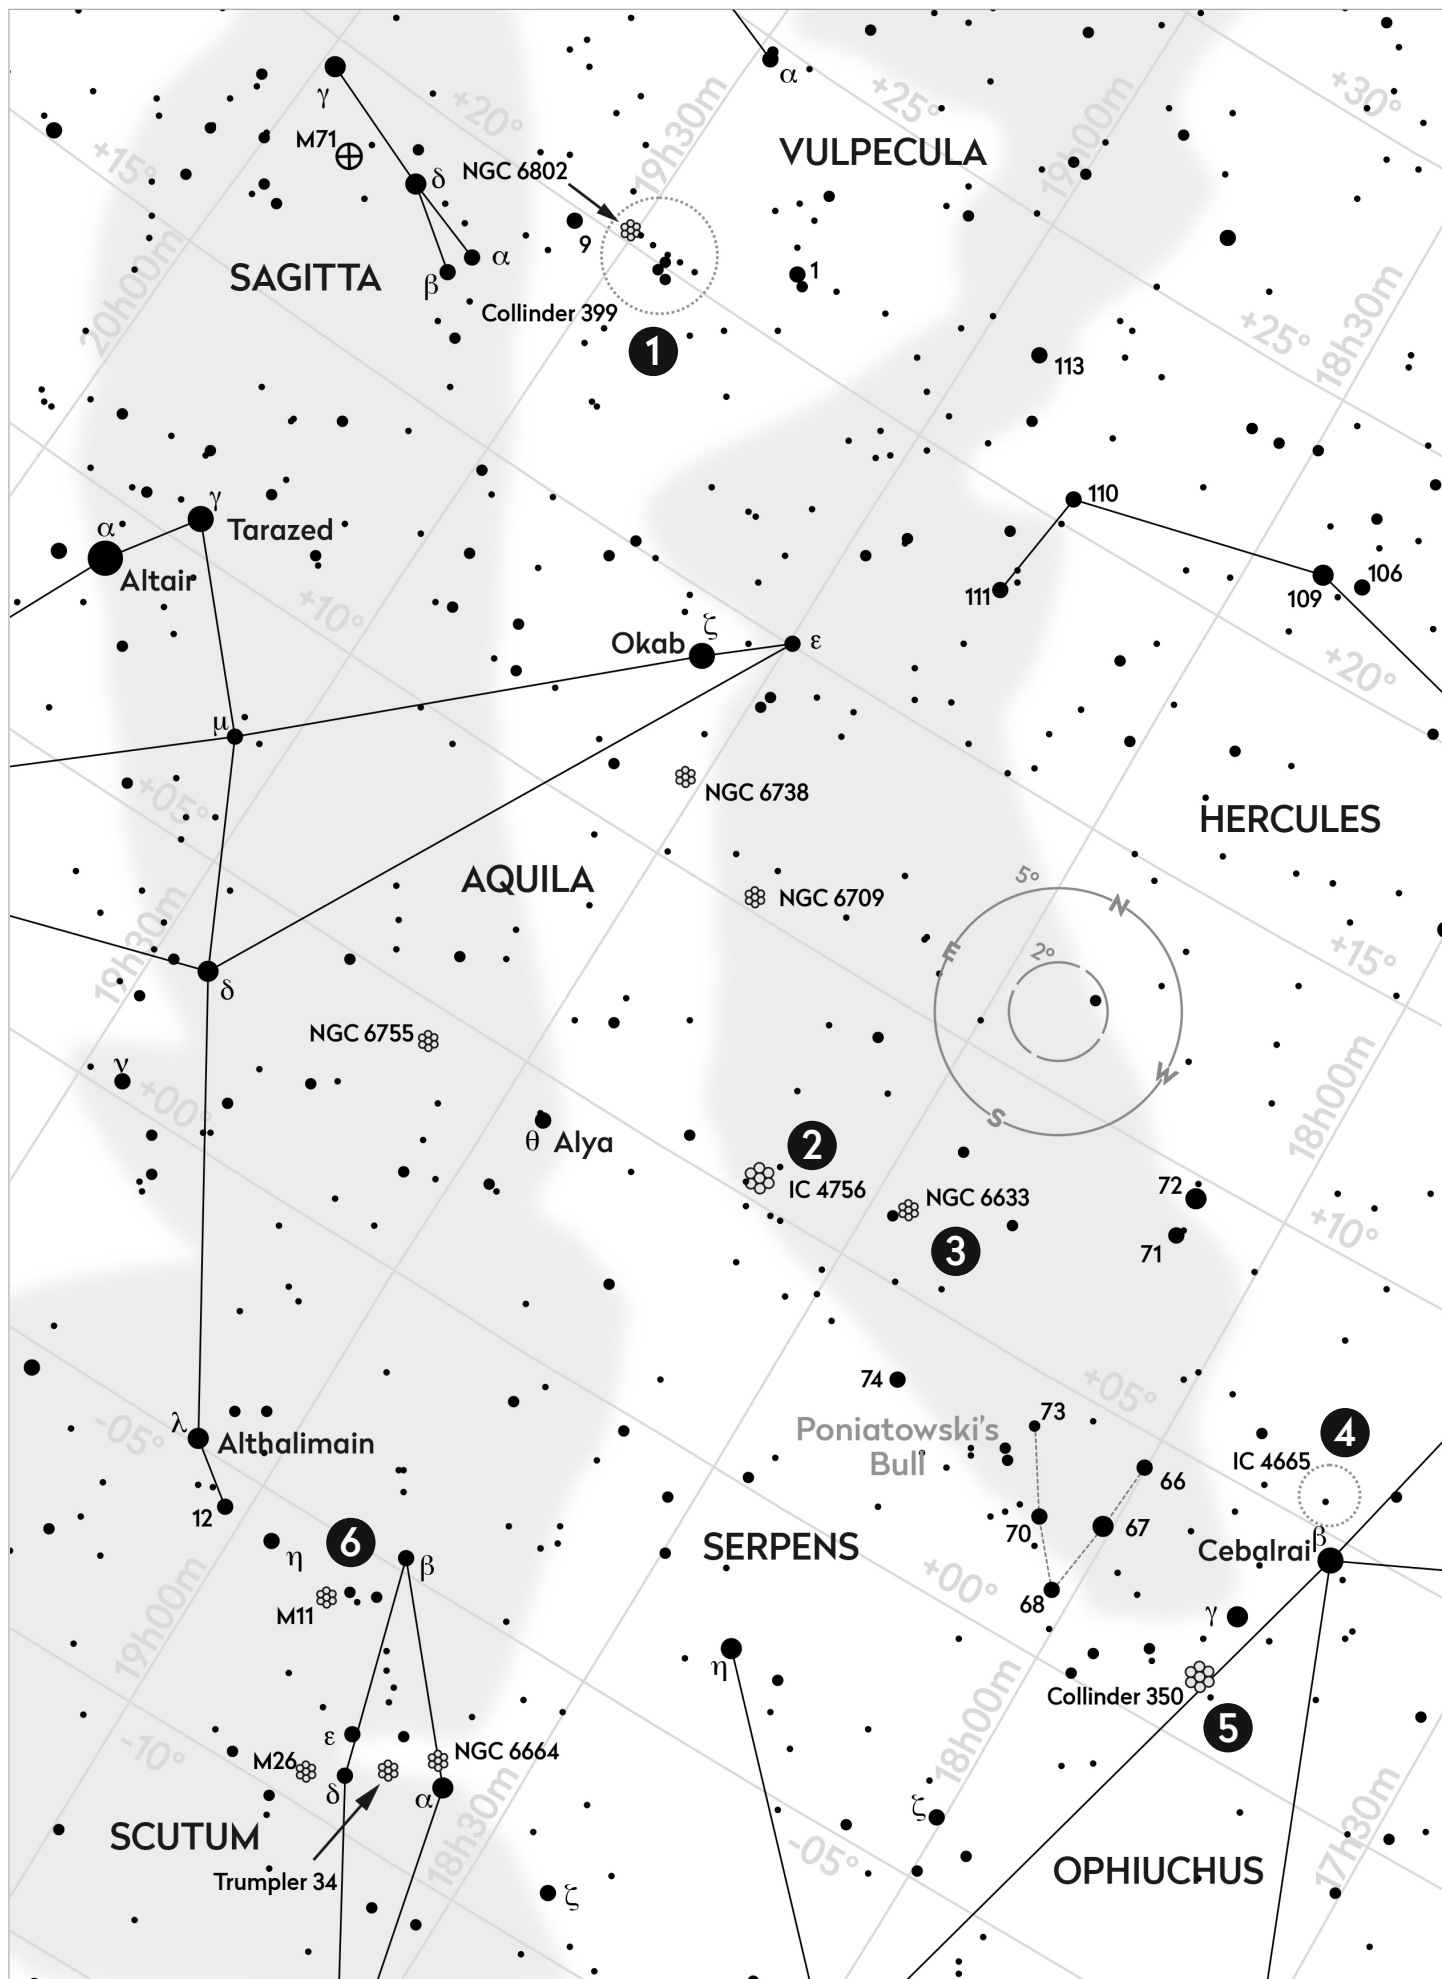 α
+25°
+30°
γ
+20°
19h30m
VULPECULA
19h00m
M71
+15°
NGC 6802
δ
9
α
β
SAGITTA
1
20h00m
Collinder 399
1
18h30m
+25°
113
110
γ
α
Tarazed
Altair
106
109
111
+10°
ζ
Okab
ε
+20°
μ
+05°
NGC 6738
HERCULES
AQUILA
5°
N
NGC 6709
E
2°
19h30m
+15°
δ
NGC 6755
ν
W
18h00m
+00°
S
θ
Alya
2
IC 4756
72
NGC 6633
+10°
3
71
74
+05°
73
λ
Althalimain
-05°
Poniatowski's
Bull
4
IC 4665
66
12
70
67
6
η
β
SERPENS
β
Cebalrai
+00°
68
M11
19h00m
γ
η
Collinder 350
5
ε
-10°
M26
NGC 6664
18h00m
δ
α
ζ
SCUTUM
18h30m
-05°
17h30m
Trumpler 34
OPHIUCHUS
ζ